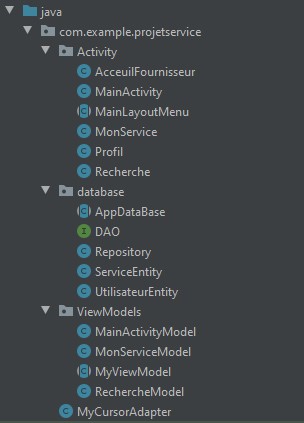 java
com.example.projetservice
Activity
AcceuilFournisseur
MainActivity
MainLayoutMenu
MonService
Profil
Recherche
database
AppDataBase
DAO
Repository
ServiceEntity
UtilisateurEntity
ViewModels
MainActivityModel
MonServiceModel
MyViewModel
RechercheModel
MyCursorAdapter